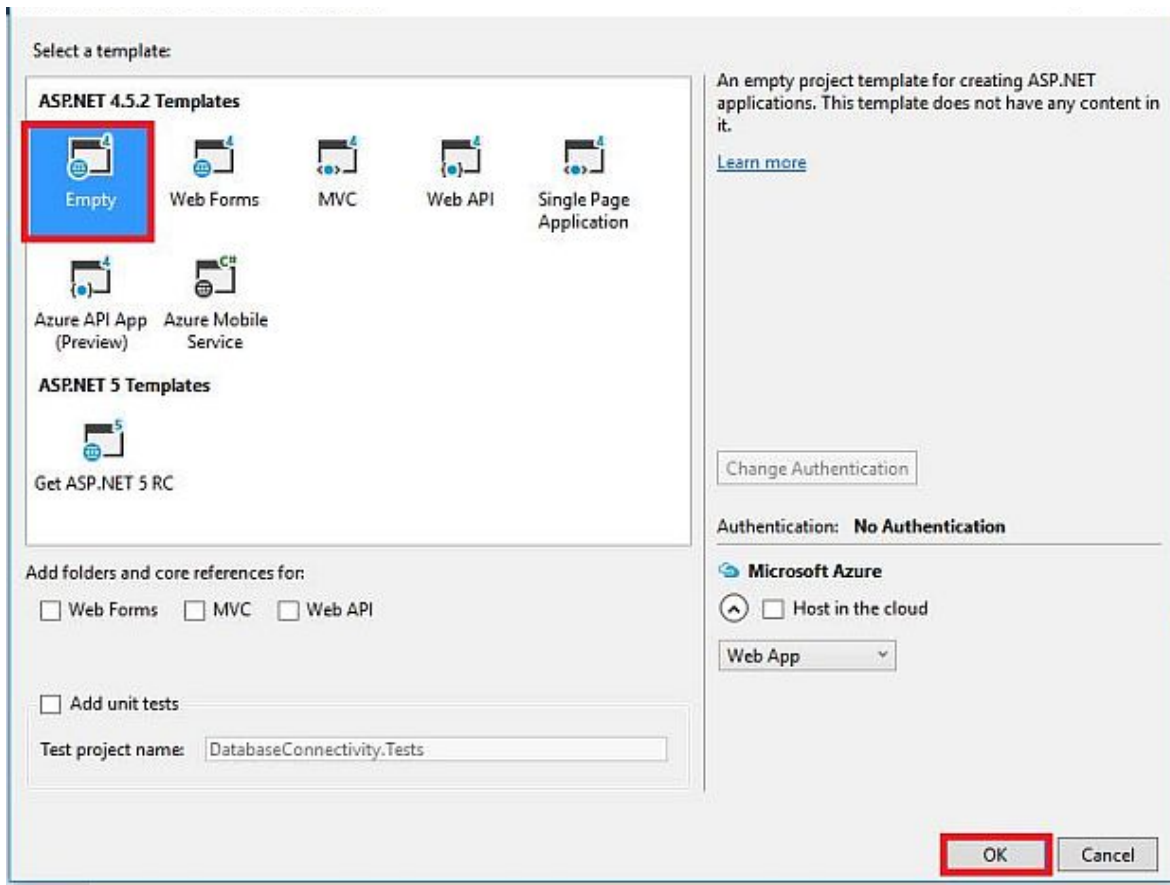 Select a template:
ASP.NET 4.5.2 Templates
Empty
Web Forms
MVC
Web API
Single Page
Application
Azure API App
(Preview)
Azure Mobile
Service
ASP.NET 5 Templates
Get ASP.NET 5 RC
An empty project template for creating ASP.NET
applications. This template does not have any content in
it.
Learn more
Change Authentication
Authentication: No Authentication
Microsoft Azure
Host in the cloud
Web App
Add folders and core references for:
Web Forms MVC Web API
Add unit tests
Test project name: DatabaseConnectivity.Tests
OK Cancel